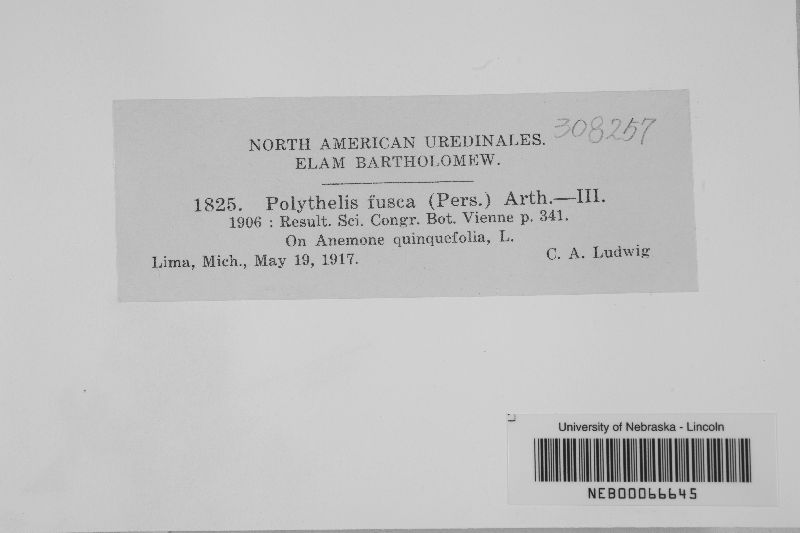 NORTH AMERICAN UREDINALES. 308257
ELAM BARTHOLOMEW.
1825. Polythelis fusca (Pers.) Arth.—III.
1906 : Result. Sci. Congr. Bot. Vienne p. 341.
On Anemone quinquefolia, L.
Lima, Mich., May 19, 1917. C. A. Ludwig
University of Nebraska - Lincoln
NEB00066645